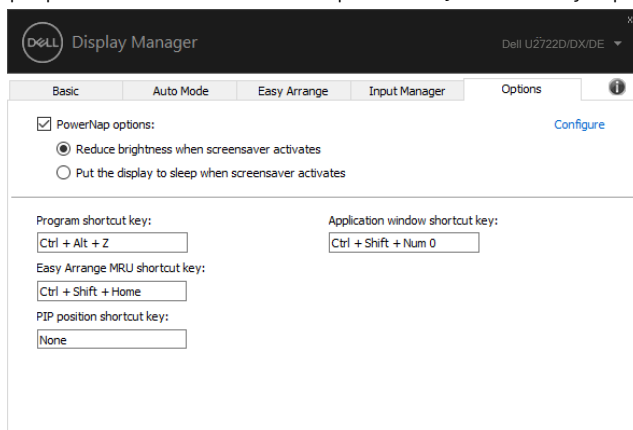 DELL Display Manager
Dell U2722D/DX/DE
Basic Auto Mode Easy Arrange Input Manager Options
PowerNap options: Configure
Reduce brightness when screensaver activates
Put the display to sleep when screensaver activates
Program shortcut key: Application window shortcut key:
Ctrl + Alt + Z Ctrl + Shift + Num 0
Easy Arrange MRU shortcut key:
Ctrl + Shift + Home
PIP position shortcut key:
None